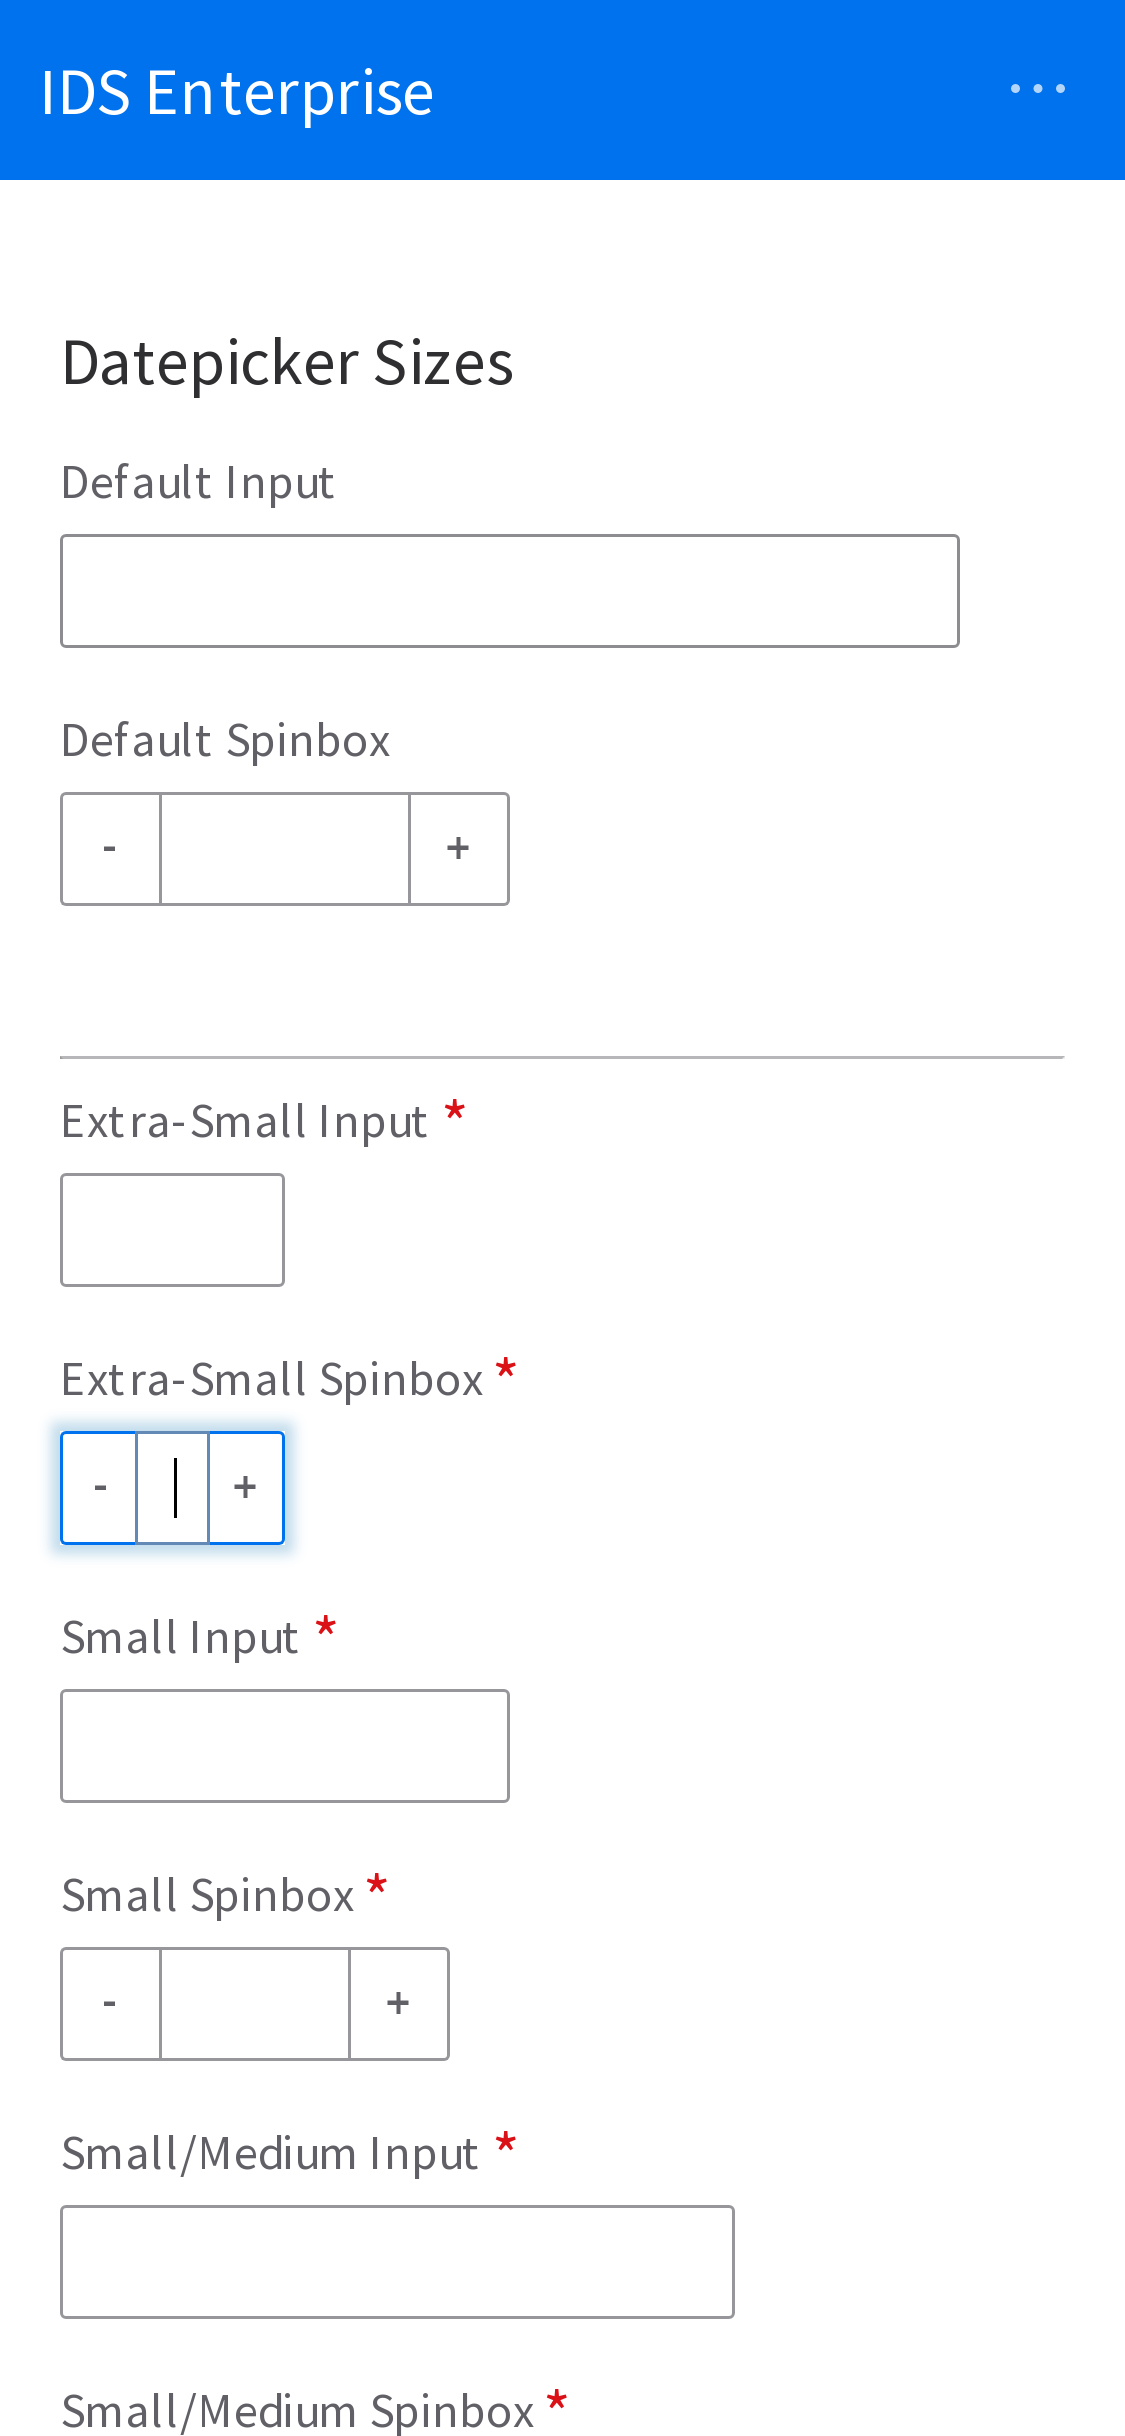 IDS Enterprise
Datepicker Sizes
Default Input
Default Spinbox
- +
Extra-Small Input *
Extra-Small Spinbox *
- +
Small Input *
Small Spinbox *
- +
Small/Medium Input *
Small/Medium Spinbox *